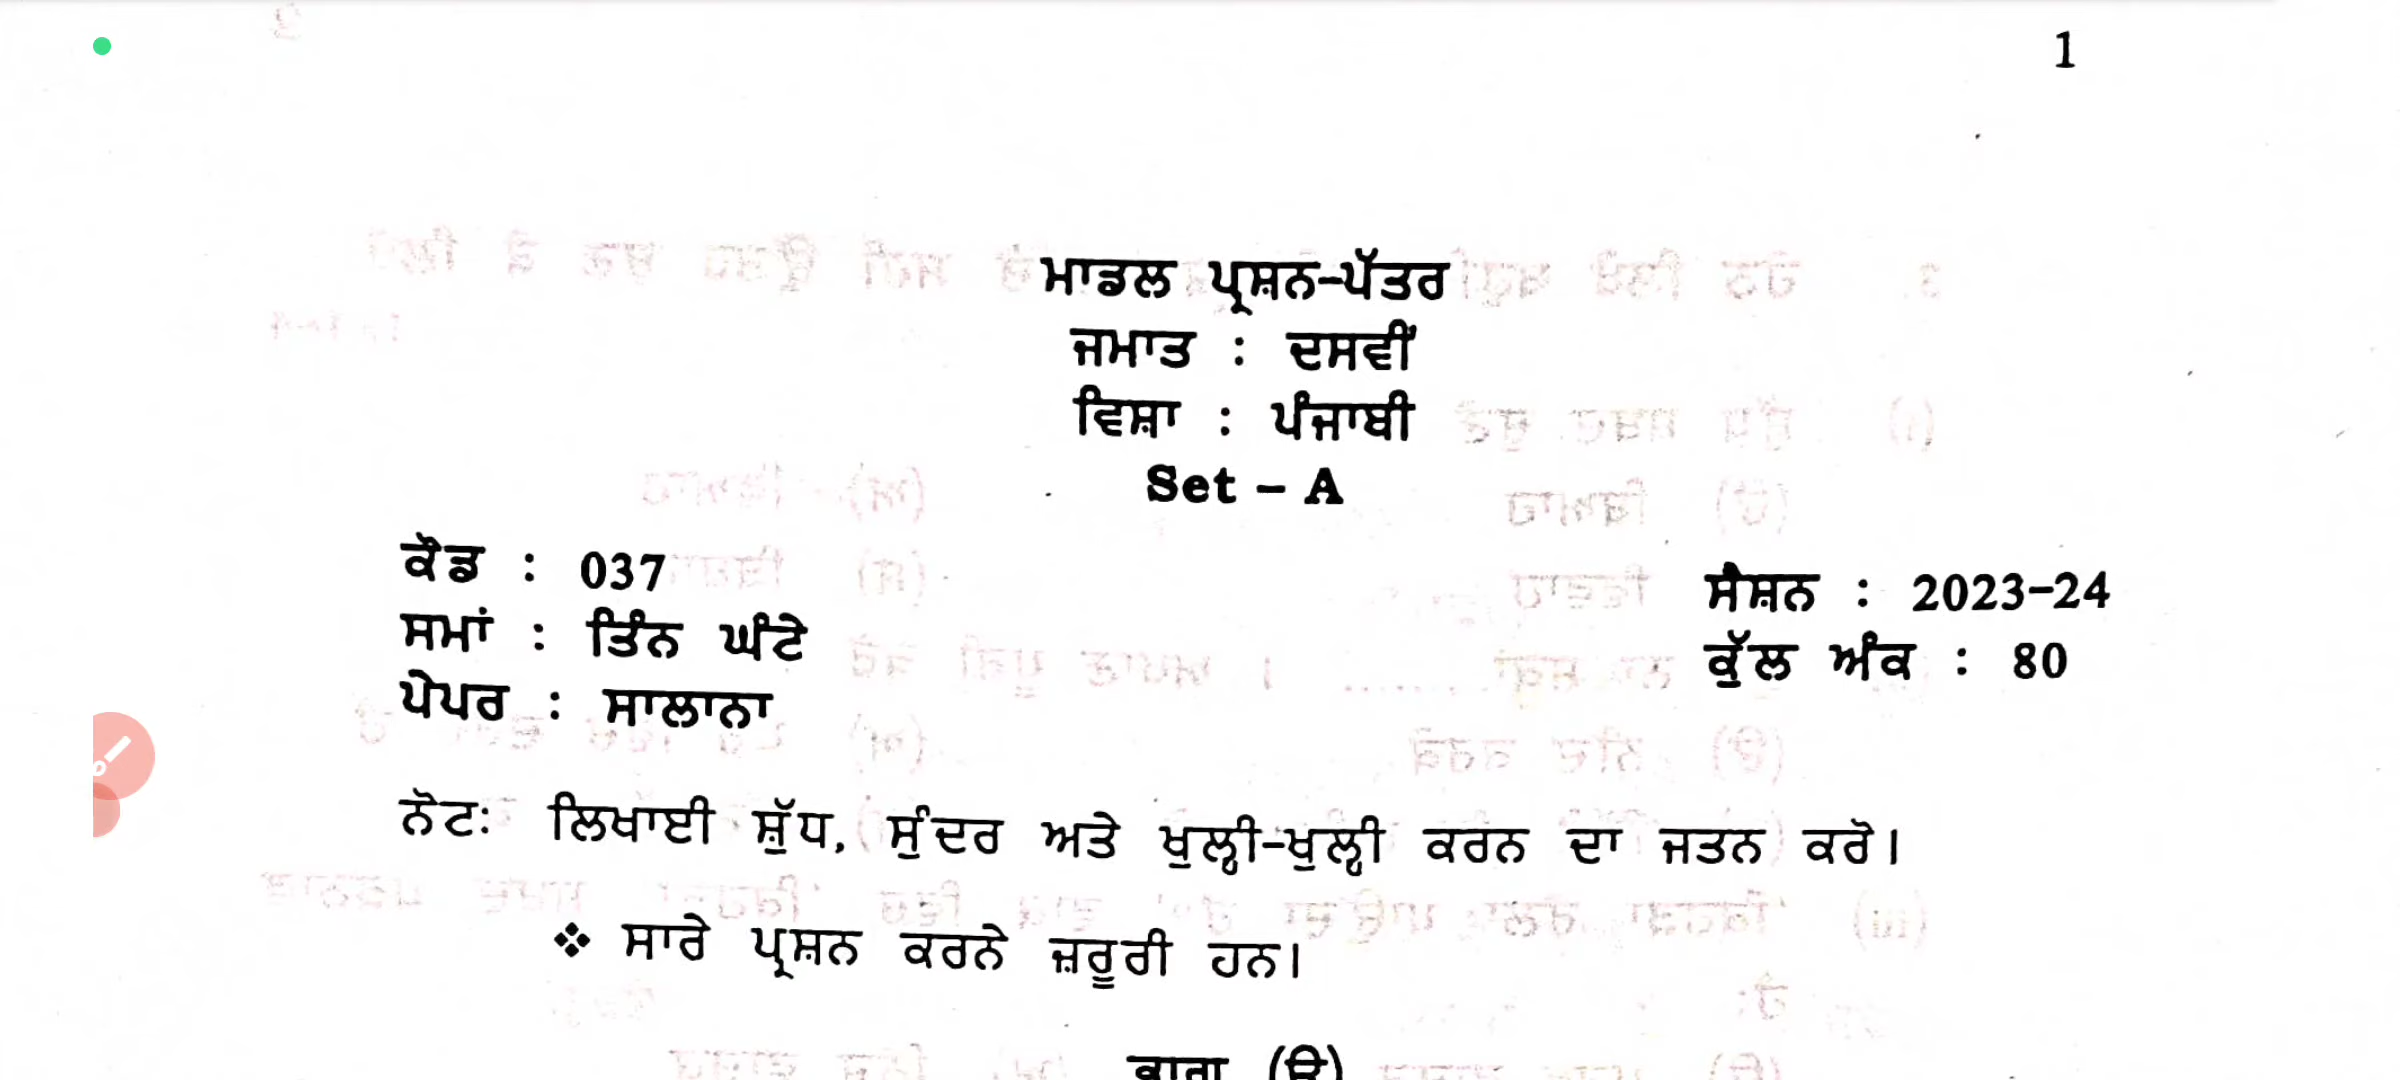 1
ਮਾਡਲ ਪ੍ਰਸ਼ਨ-ਪੱਤਰ
ਜਮਾਤ : ਦਸਵੀਂ
ਵਿਸ਼ਾ : ਪੰਜਾਬੀ
Set - A
ਕੋਡ : 037
ਸੈਸ਼ਨ : 2023-24
ਸਮਾਂ : ਤਿੰਨ ਘੰਟੇ
ਕੁੱਲ ਅੰਕ : 80
ਪੇਪਰ : ਸਾਲਾਨਾ
ਨੋਟ: ਲਿਖਾਈ ਸ਼ੁੱਧ, ਸੁੰਦਰ ਅਤੇ ਖੁਲ੍ਹੀ-ਖੁਲ੍ਹੀ ਕਰਨ ਦਾ ਜਤਨ ਕਰੋ।
❖ ਸਾਰੇ ਪ੍ਰਸ਼ਨ ਕਰਨੇ ਜ਼ਰੂਰੀ ਹਨ।
ਭਾਗ (ੳ)